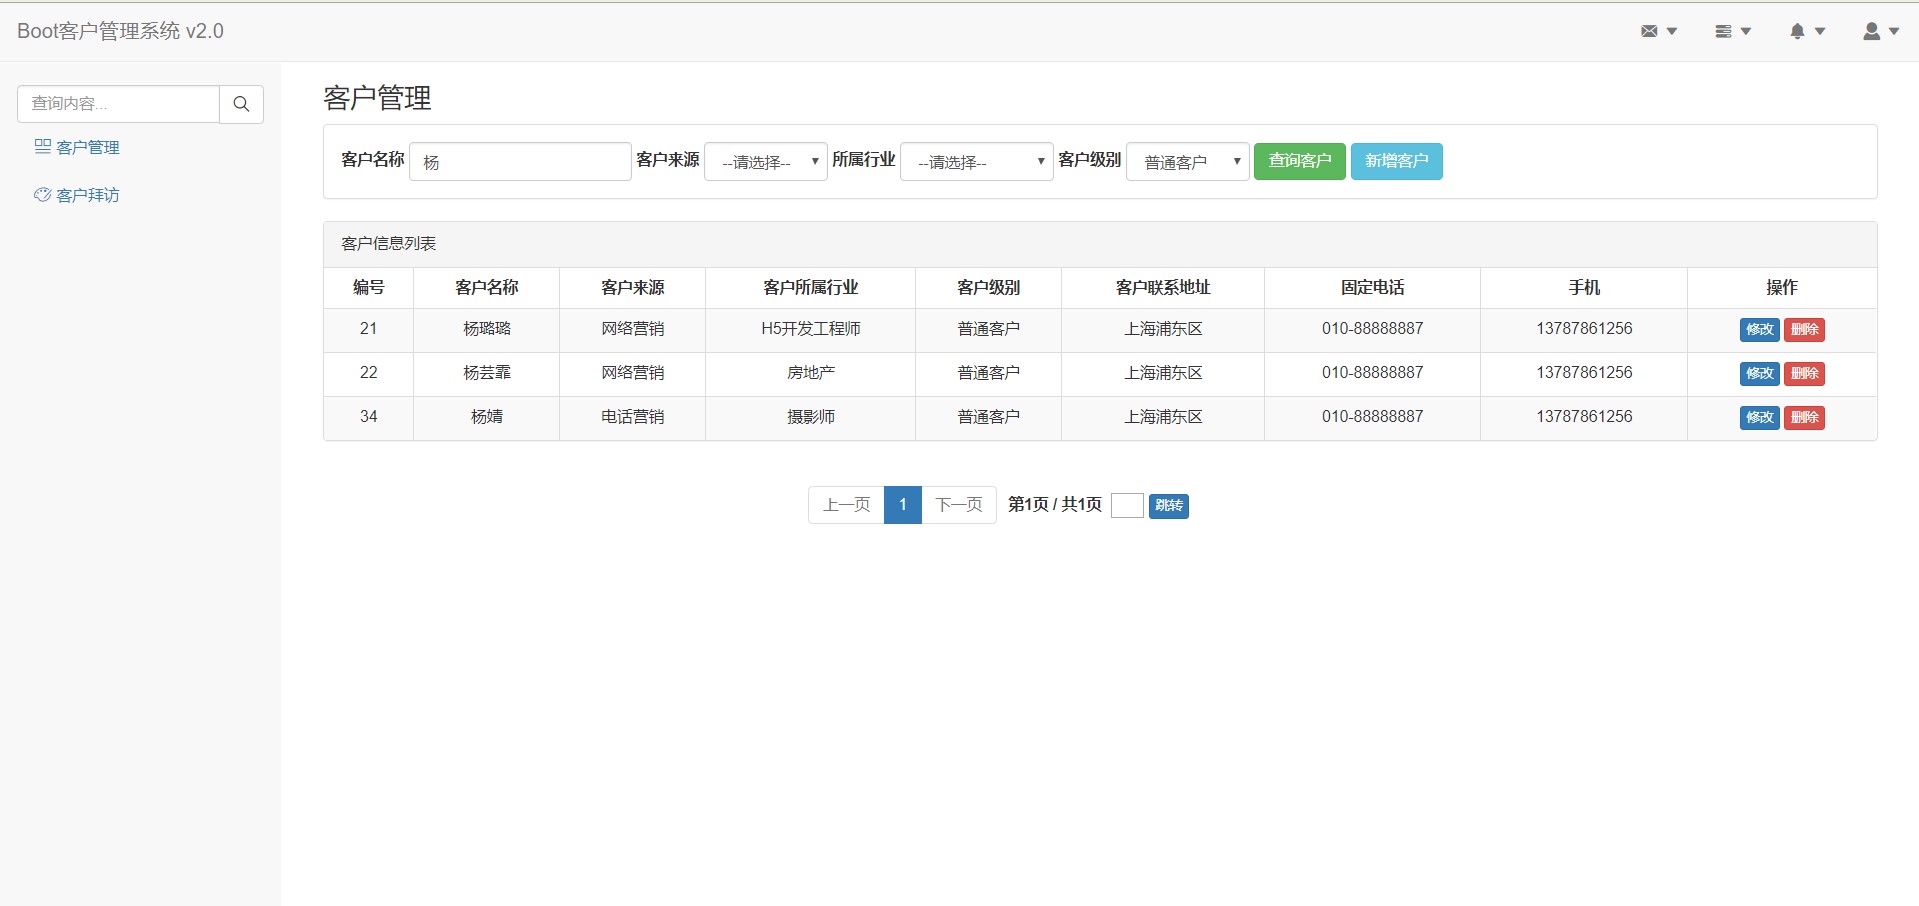 Boot客户管理系统 v2.0
查询内容...
客户管理
客户拜访
客户管理
客户名称 杨 客户来源 --请选择-- 所属行业 --请选择-- 客户级别 普通客户 查询客户 新增客户
客户信息列表
编号 客户名称 客户来源 客户所属行业 客户级别 客户联系地址 固定电话 手机 操作
21 杨璐璐 网络营销 H5开发工程师 普通客户 上海浦东区 010-88888887 13787861256 修改 删除
22 杨芸霏 网络营销 房地产 普通客户 上海浦东区 010-88888887 13787861256 修改 删除
34 杨婧 电话营销 摄影师 普通客户 上海浦东区 010-88888887 13787861256 修改 删除
上一页 1 下一页 第1页 / 共1页 跳转